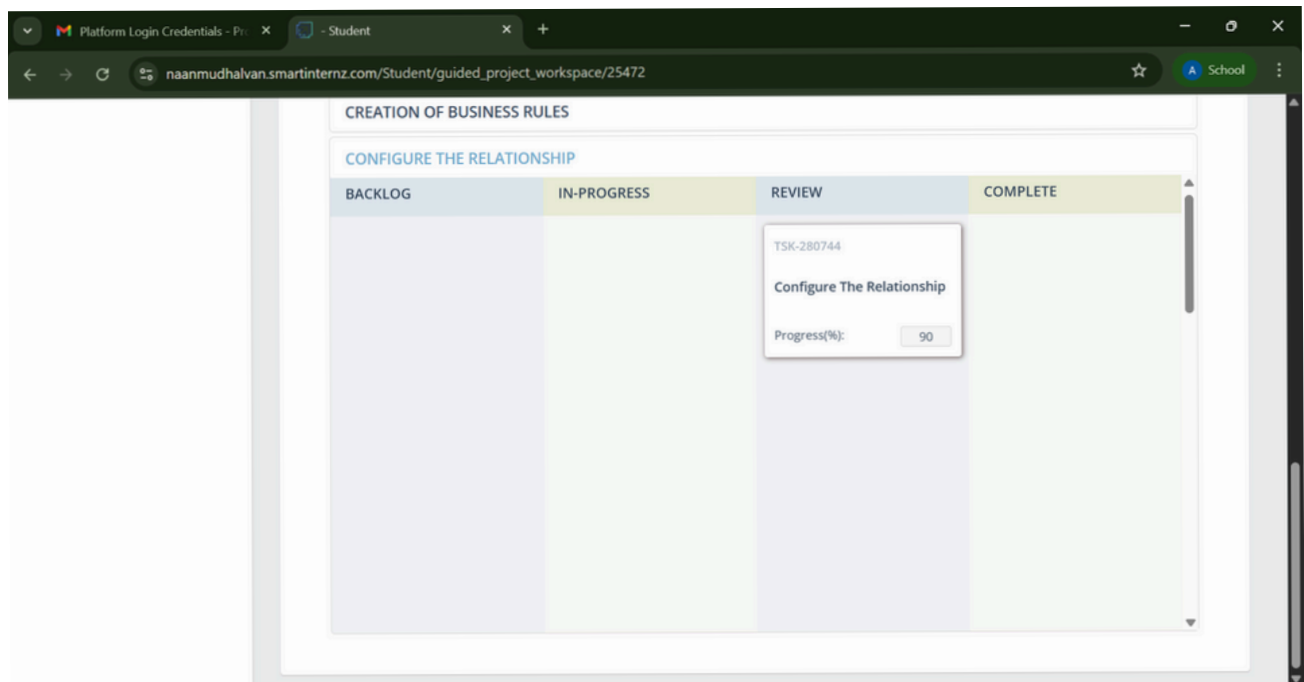 Platform Login Credentials - Pr
- Student
naanmudhalvan.smartinternz.com/Student/guided_project_workspace/25472
A School
CREATION OF BUSINESS RULES
CONFIGURE THE RELATIONSHIP
BACKLOG IN-PROGRESS REVIEW COMPLETE
TSK-280744
Configure The Relationship
Progress(%): 90